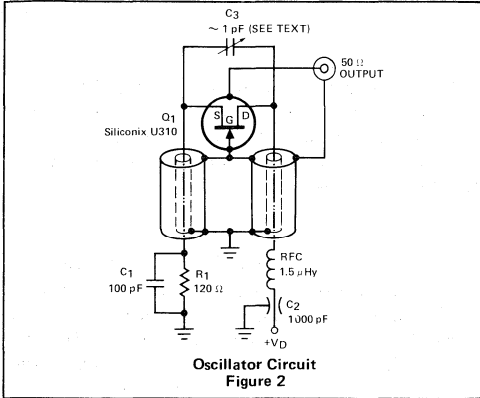 C3
~ 1 pF (SEE TEXT)
50 Ω
OUTPUT
Q1
Siliconix U310
S G D
C1
100 pF
R1
120 Ω
RFC
1.5 μHy
C2
1000 pF
+VD
Oscillator Circuit
Figure 2